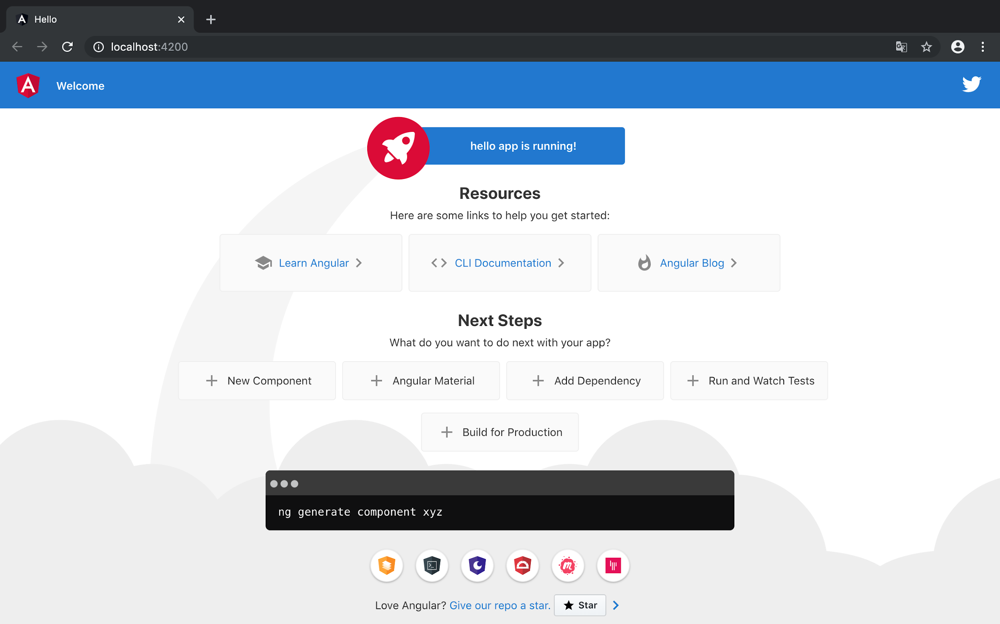 Hello
localhost:4200
Welcome
hello app is running!
Resources
Here are some links to help you get started:
Learn Angular
CLI Documentation
Angular Blog
Next Steps
What do you want to do next with your app?
New Component
Angular Material
Add Dependency
Run and Watch Tests
Build for Production
ng generate component xyz
Love Angular? Give our repo a star. Star